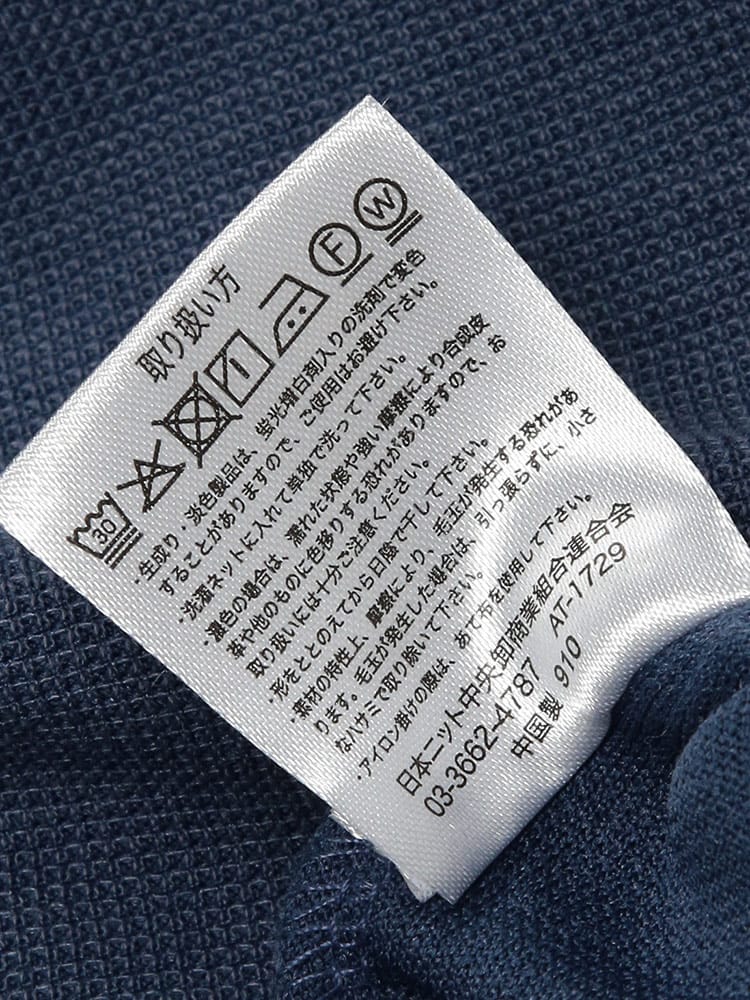 取り扱い方
30
F W
・生成り・淡色製品は、蛍光増白剤入りの洗剤で変色
することがありますので、ご使用はお避け下さい。
・洗濯ネットに入れて単独で洗って下さい。
・濃色の場合は、濡れた状態や強い摩擦により合成皮
革や他のものに色移りする恐れがありますので、お
取り扱いには十分ご注意ください。
・形をととのえてから日陰で干して下さい。
・素材の特性上、摩擦により、毛玉が発生する恐れがあ
ります。毛玉が発生した場合は、引っ張らずに、小さ
なハサミで取り除いて下さい。
・アイロン掛けの際は、あて布を使用して下さい。
日本ニット中央卸商業組合連合会
03-3662-4787 AT-1729
中国製 910